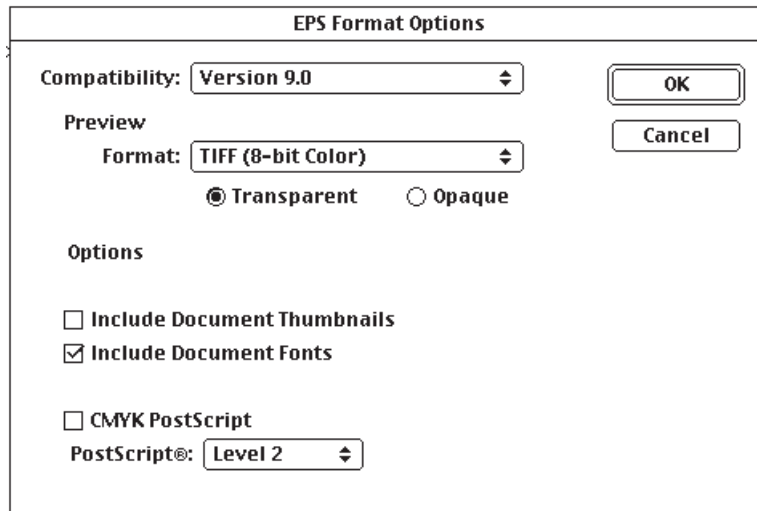 EPS Format Options
Compatibility: Version 9.0
OK
Preview
Cancel
Format: TIFF (8-bit Color)
Transparent Opaque
Options
Include Document Thumbnails
Include Document Fonts
CMYK PostScript
PostScript®: Level 2